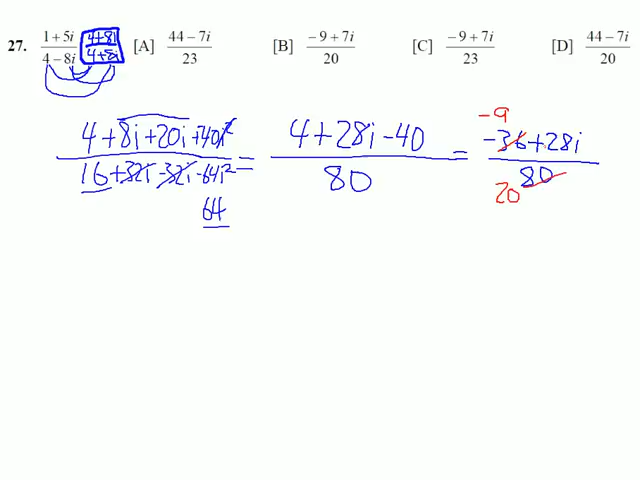 27. (1 + 5i)/(4 − 8i) (4+8i)/(4+8i) [A] (44 − 7i)/23 [B] (−9 + 7i)/20 [C] (−9 + 7i)/23 [D] (44 − 7i)/20
−9
(4 + 8i + 20i + 40i²)/(16 + 32i − 32i − 64i²) = (4 + 28i − 40)/80 = (−36 + 28i)/80
64 20